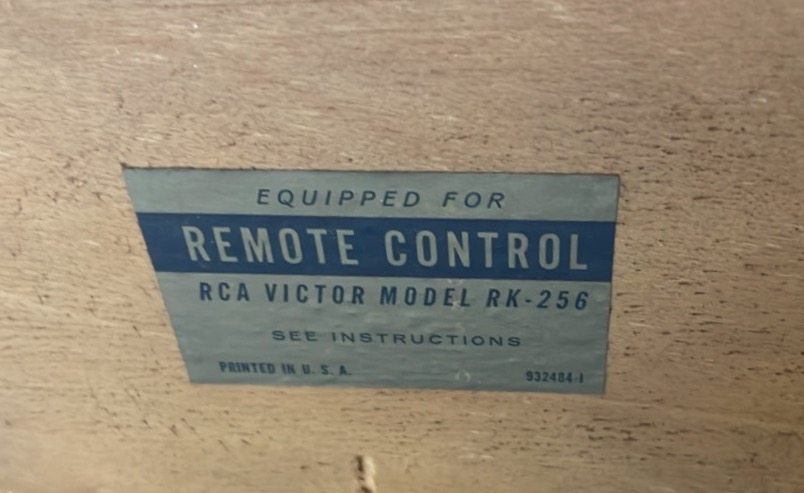 EQUIPPED FOR
REMOTE CONTROL
RCA VICTOR MODEL RK-256
SEE INSTRUCTIONS
PRINTED IN U. S. A. 932484-1